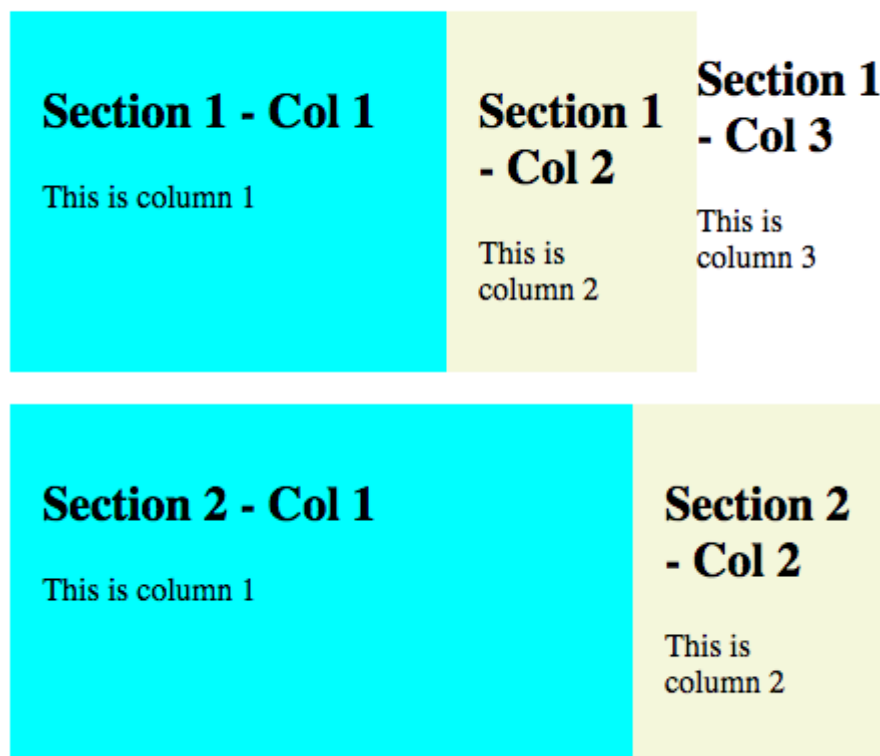 Section 1 - Col 1
This is column 1
Section 1
- Col 2
This is
column 2
Section 1
- Col 3
This is
column 3
Section 2 - Col 1
This is column 1
Section 2
- Col 2
This is
column 2